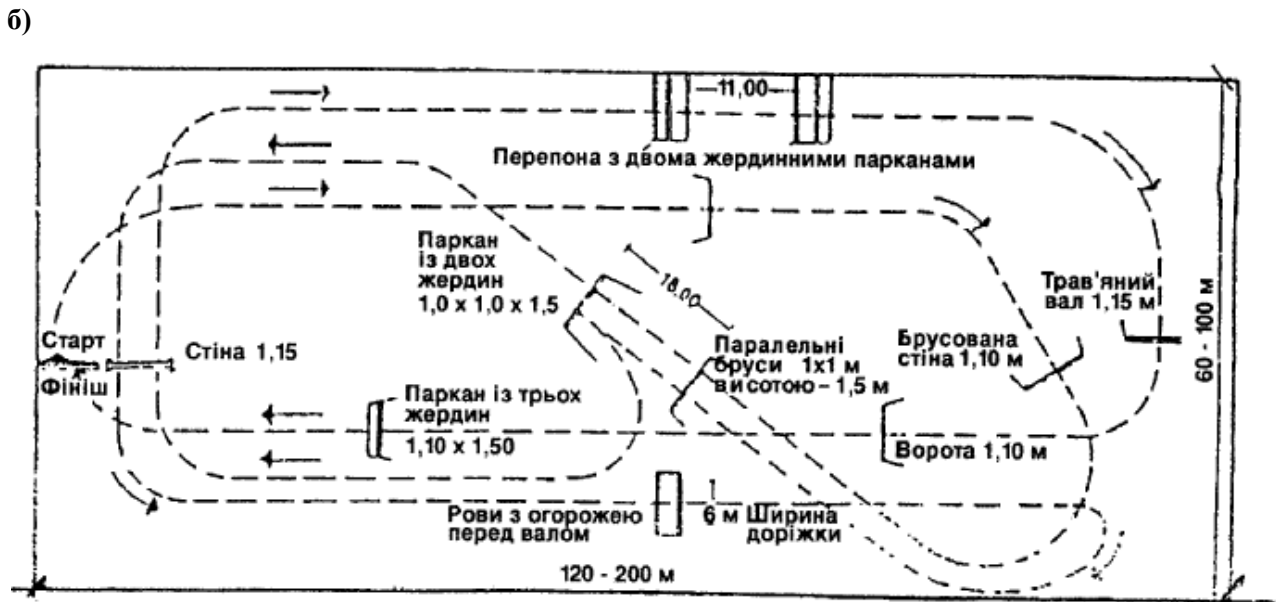 б)
11,00
Перепона з двома жердинними парканами
Паркан
із двох
жердин
1,0 х 1,0 х 1,5
18,00
Трав'яний
вал 1,15 м
60 - 100 м
Старт
Фініш
Стіна 1,15
Паралельні
бруси 1х1 м
висотою – 1,5 м
Брусована
стіна 1,10 м
Паркан із трьох
жердин
1,10 х 1,50
Ворота 1,10 м
Рови з огорожею
перед валом
6 м Ширина
доріжки
120 - 200 м